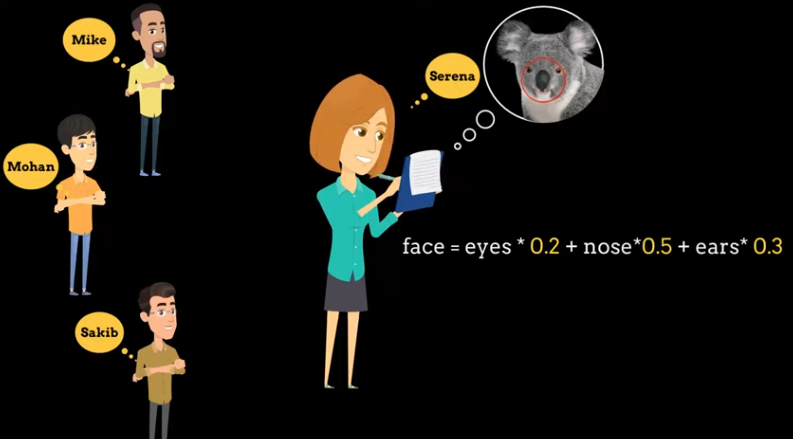 Mike
Serena
Mohan
face = eyes * 0.2 + nose*0.5 + ears* 0.3
Sakib